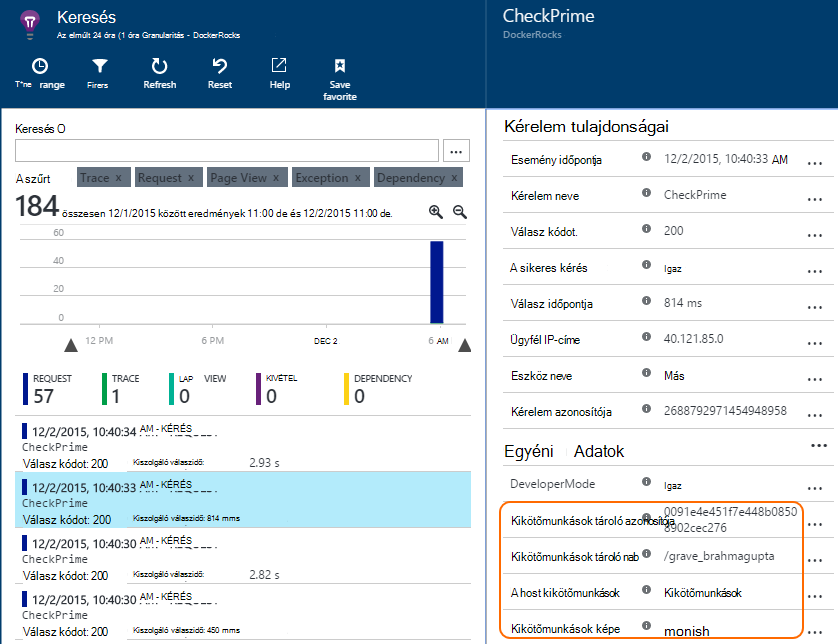 Keresés
Az elmúlt 24 óra (1 óra Granularitás - DockerRocks
T*ne range
Firers
Refresh
Reset
Help
Save favorite
Keresés O
...
A szűrt
Trace x
Request x
Page View x
Exception x
Dependency x
184 összesen 12/1/2015 között eredmények 11:00 de és 12/2/2015 11:00 de.
60
40
20
0
12 PM
6 PM
DEC 2
6 AM
REQUEST
57
TRACE
1
LAP VIEW
0
KIVÉTEL
0
DEPENDENCY
0
12/2/2015, 10:40:34 AM - KÉRÉS
CheckPrime
Válasz kódot: 200 Kiszolgáló válaszidő: 2.93 s
12/2/2015, 10:40:33 AM - KÉRÉS
CheckPrime
Válasz kódot: 200 Kiszolgáló válaszidő: 814 mms
12/2/2015, 10:40:30 AM - KÉRÉS
CheckPrime
Válasz kódot: 200 Kiszolgáló válaszidő: 2.82 s
12/2/2015, 10:40:30 AM - KÉRÉS
CheckPrime
Válasz kódot: 200 Kiszolgáló válaszidő: 450 mms
CheckPrime
DockerRocks
Kérelem tulajdonságai
Esemény időpontja 12/2/2015, 10:40:33 AM ...
Kérelem neve CheckPrime ...
Válasz kódot. 200 ...
A sikeres kérés Igaz ...
Válasz időpontja 814 ms ...
Ügyfél IP-címe 40.121.85.0 ...
Eszköz neve Más ...
Kérelem azonosítója 2688792971454948958 ...
Egyéni Adatok ...
DeveloperMode Igaz ...
Kikötőmunkások tároló azonosítója 0091e4e451f7e448b0850
8902cec276 ...
Kikötőmunkások tároló nab /grave_brahmagupta ...
A host kikötőmunkások Kikötőmunkások ...
Kikötőmunkások képe monish ...